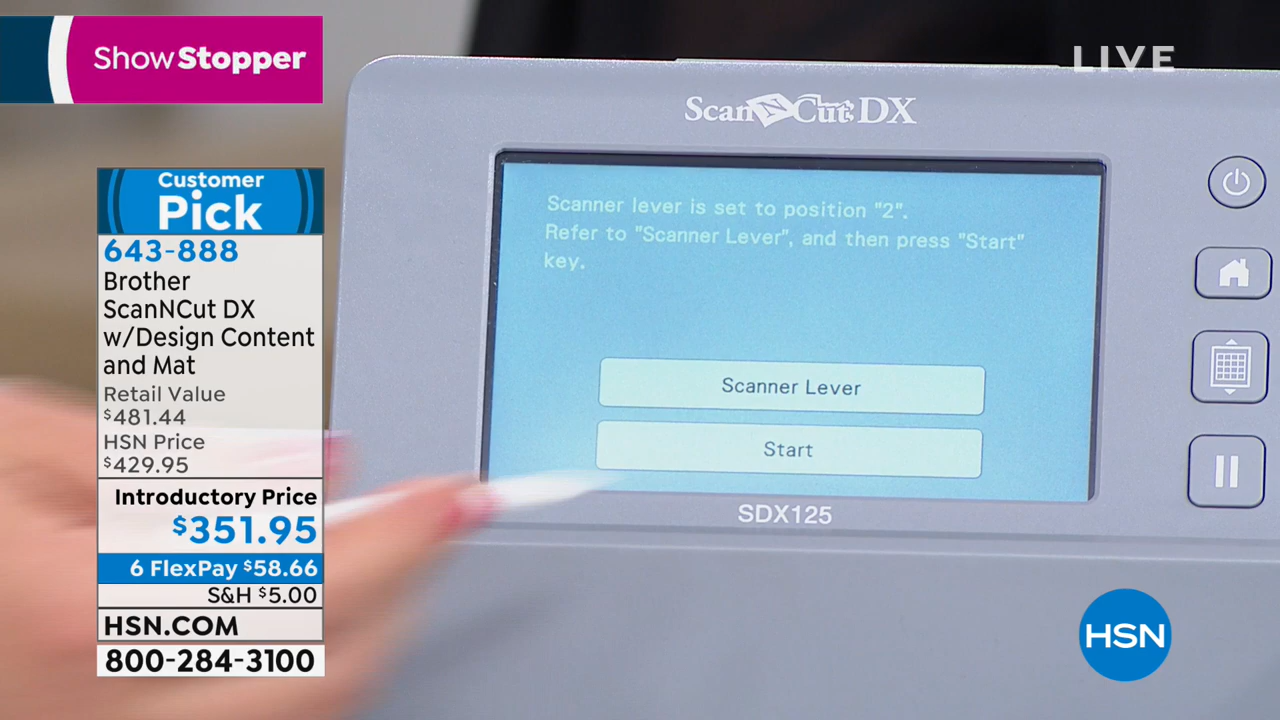 Show Stopper
LIVE
Customer
Pick
643-888
Brother
ScanNCut DX
w/Design Content
and Mat
Retail Value
$481.44
HSN Price
$429.95
Introductory Price
$351.95
6 FlexPay $58.66
S&H $5.00
HSN.COM
800-284-3100
ScanNCut DX
Scanner lever is set to position "2".
Refer to "Scanner Lever", and then press "Start"
key.
Scanner Lever
Start
SDX125
HSN